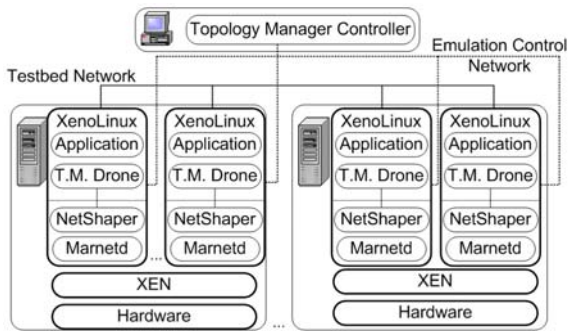 Topology Manager Controller
Emulation Control
Network
Testbed Network
XenoLinux
Application
T.M. Drone
NetShaper
Marnetd
...
XenoLinux
Application
T.M. Drone
NetShaper
Marnetd
XEN
Hardware
...
XenoLinux
Application
T.M. Drone
NetShaper
Marnetd
XenoLinux
Application
T.M. Drone
NetShaper
Marnetd
XEN
Hardware